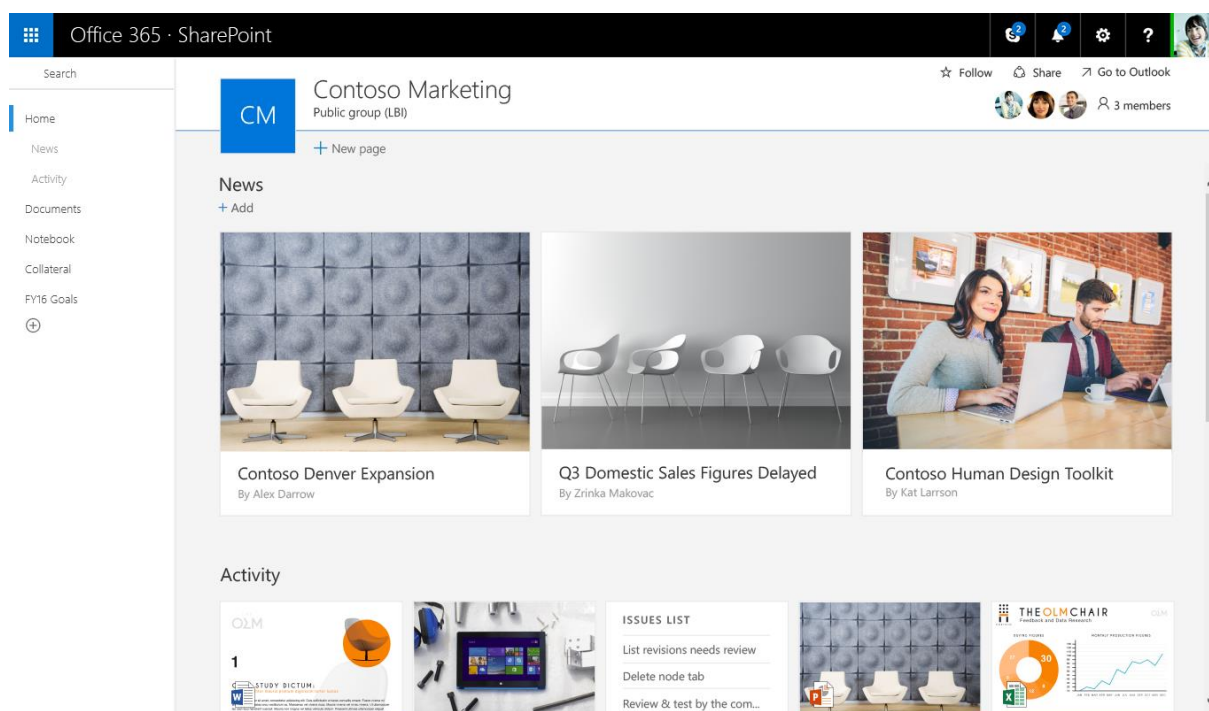 Office 365 · SharePoint
2
2
?
Search
Home
News
Activity
Documents
Notebook
Collateral
FY16 Goals
CM
Contoso Marketing
Public group (LBI)
Follow
Share
Go to Outlook
3 members
+ New page
News
+ Add
Contoso Denver Expansion
By Alex Darrow
Q3 Domestic Sales Figures Delayed
By Zrinka Makovac
Contoso Human Design Toolkit
By Kat Larrson
Activity
OLM
1
STUDY DICTUM:
W
ISSUES LIST
List revisions needs review
Delete node tab
Review & test by the com...
P
THE OLM CHAIR
Feedback and Data Research
OLM
MONTHLY PRODUCTION FIGURES
30
X